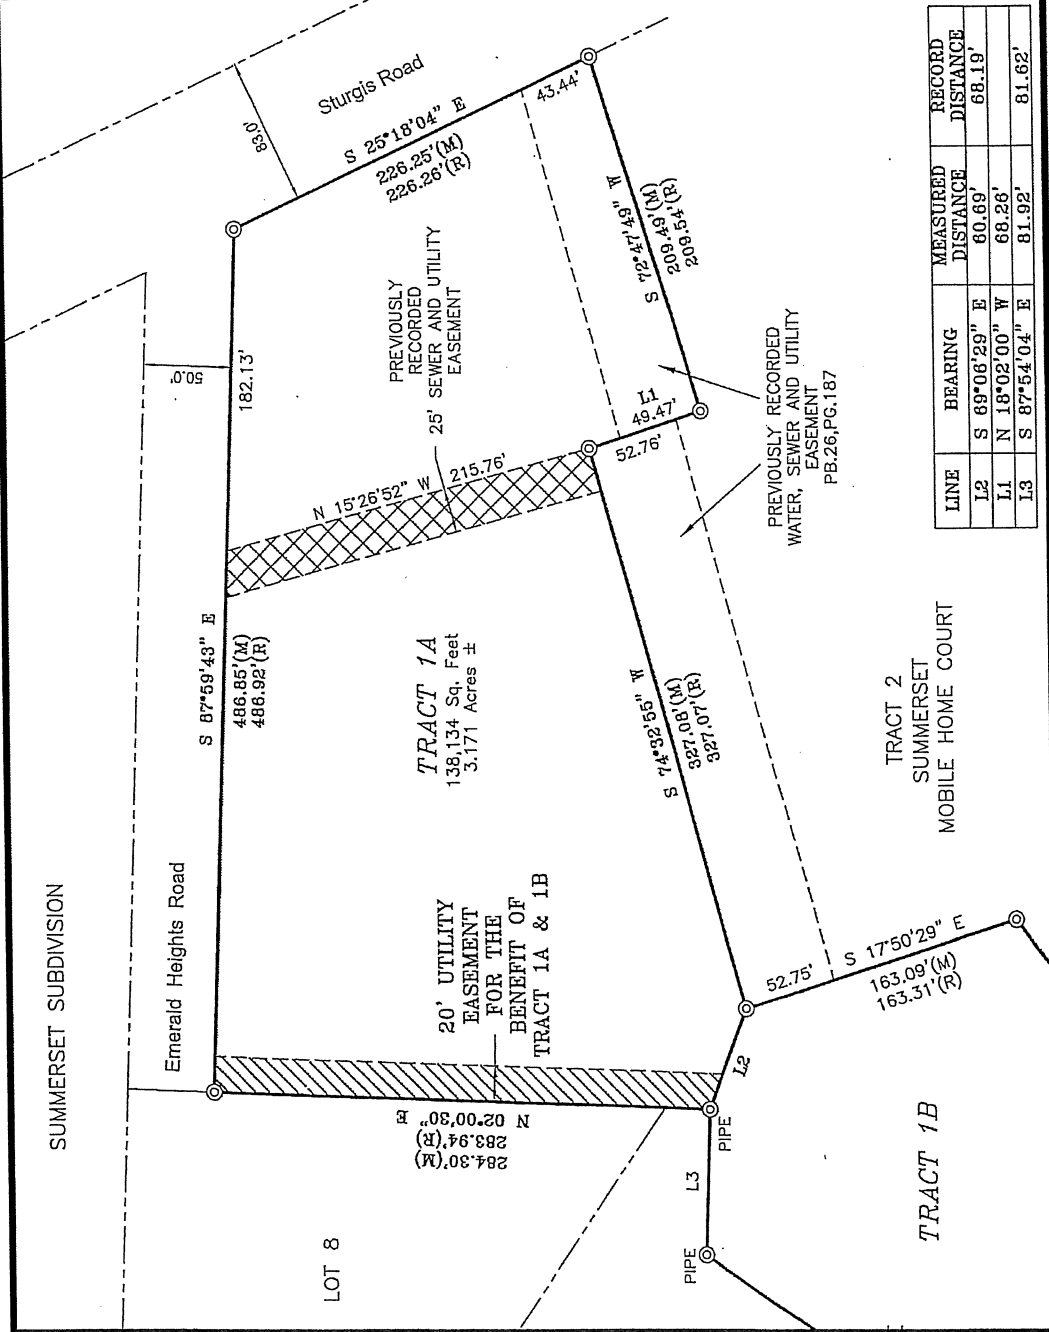 SUMMERSET SUBDIVISION
Emerald Heights Road
S 87°59'43" E
486.85'(M)
486.92'(R)
182.13'
50.0'
83.0'
Sturgis Road
S 25°18'04" E
226.25'(M)
226.26'(R)
43.44'
PREVIOUSLY
RECORDED
25' SEWER AND UTILITY
EASEMENT
N 15°26'52" W 215.76'
TRACT 1A
138,134 Sq. Feet
3.171 Acres ±
20' UTILITY
EASEMENT
FOR THE
BENEFIT OF
TRACT 1A & 1B
N 02°00'30" E
283.94'(R)
284.30'(M)
LOT 8
S 72°47'49" W
209.49'(M)
209.54'(R)
L1
49.47'
52.76'
S 74°32'55" W
327.08'(M)
327.07'(R)
PREVIOUSLY RECORDED
WATER, SEWER AND UTILITY
EASEMENT
PB.26,PG.187
52.75'
S 17°50'29" E
163.09'(M)
163.31'(R)
L2
PIPE
L3
PIPE
TRACT 1B
TRACT 2
SUMMERSET
MOBILE HOME COURT
LINE BEARING MEASURED DISTANCE RECORD DISTANCE
L2 S 69°06'29" E 60.69' 68.19'
L1 N 18°02'00" W 68.26'
L3 S 87°54'04" E 81.92' 81.62'